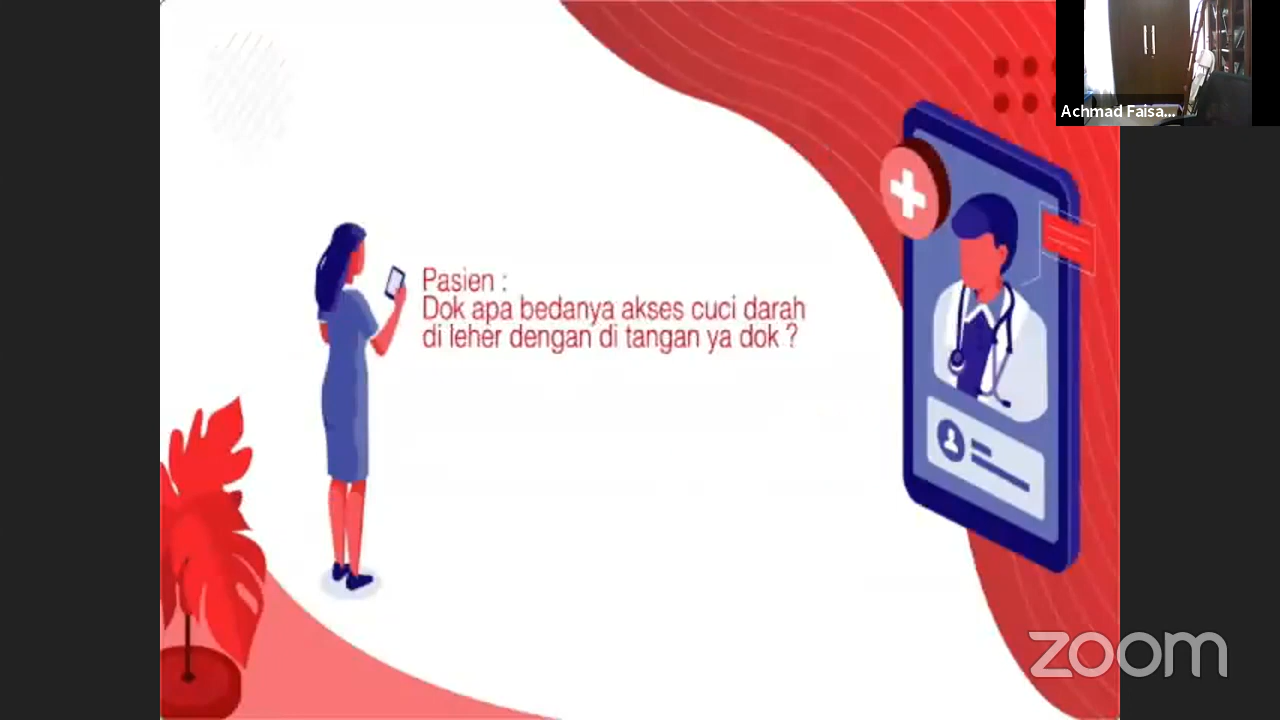 Achmad Faisa...
Pasien :
Dok apa bedanya akses cuci darah
di leher dengan di tangan ya dok ?
zoom